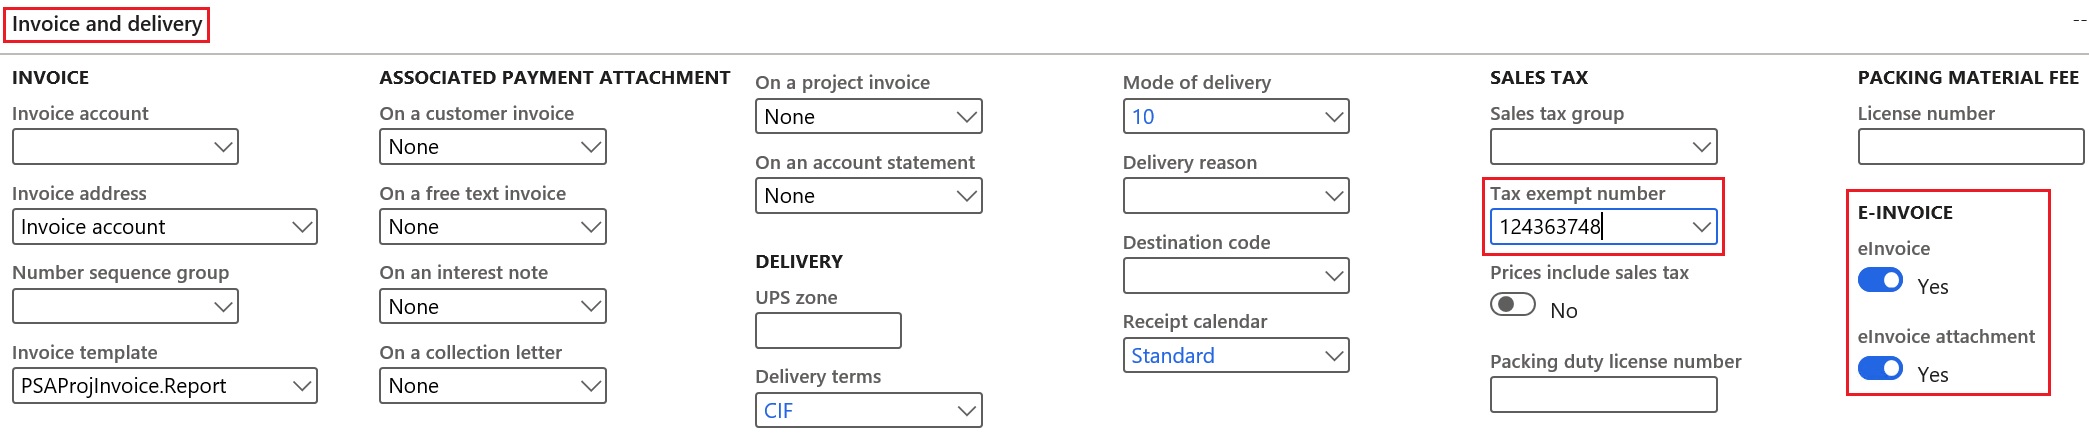 Invoice and delivery
--
INVOICE
Invoice account
Invoice address
Invoice account
Number sequence group
Invoice template
PSAProjInvoice.Report
ASSOCIATED PAYMENT ATTACHMENT
On a customer invoice
None
On a free text invoice
None
On an interest note
None
On a collection letter
None
On a project invoice
None
On an account statement
None
DELIVERY
UPS zone
Delivery terms
CIF
Mode of delivery
10
Delivery reason
Destination code
Receipt calendar
Standard
SALES TAX
Sales tax group
Tax exempt number
124363748
Prices include sales tax
No
Packing duty license number
PACKING MATERIAL FEE
License number
E-INVOICE
eInvoice
Yes
eInvoice attachment
Yes